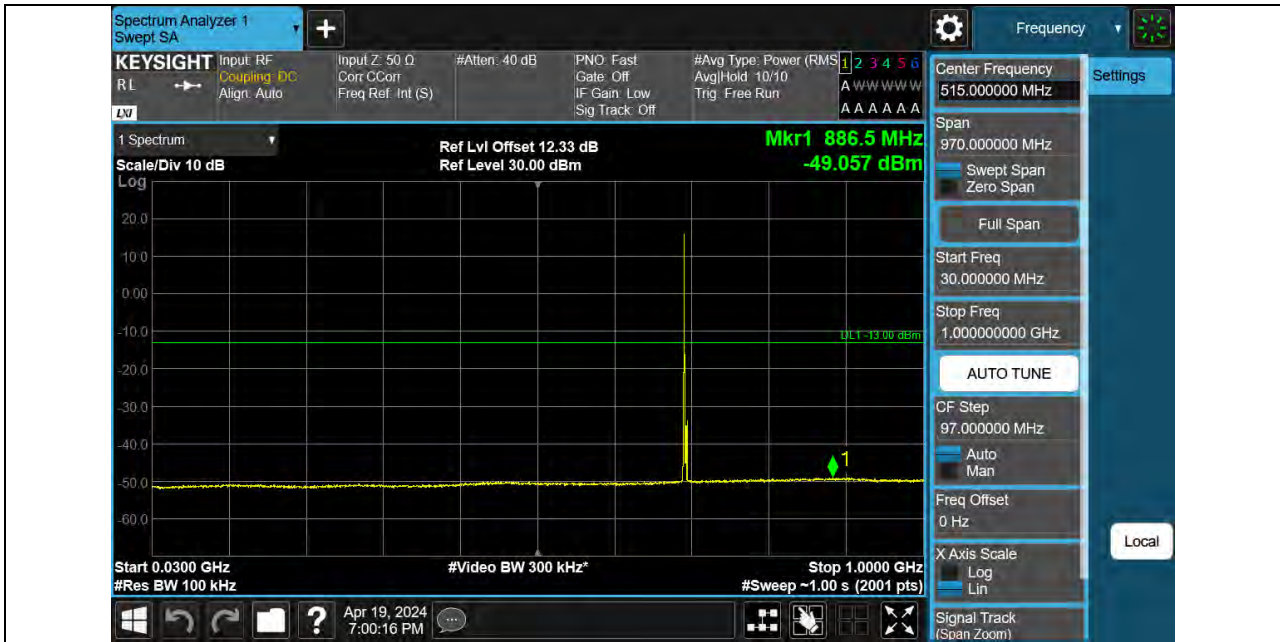 Spectrum Analyzer 1
Swept SA
Frequency
KEYSIGHT
RL
LXI
Input: RF
Coupling: DC
Align: Auto
Input Z: 50 Ω
Corr CCorr
Freq Ref: Int (S)
#Atten: 40 dB
PNO: Fast
Gate: Off
IF Gain: Low
Sig Track: Off
#Avg Type: Power (RMS
Avg|Hold: 10/10
Trig: Free Run
1 2 3 4 5 6
A W W W W W
A A A A A A
1 Spectrum
Scale/Div 10 dB
Log
Ref Lvl Offset 12.33 dB
Ref Level 30.00 dBm
Mkr1 886.5 MHz
-49.057 dBm
20.0
10.0
0.00
-10.0
DL1 -13.00 dBm
-20.0
-30.0
-40.0
1
-50.0
-60.0
Start 0.0300 GHz
#Video BW 300 kHz*
Stop 1.0000 GHz
#Res BW 100 kHz
#Sweep ~1.00 s (2001 pts)
?
Apr 19, 2024
7:00:16 PM
Center Frequency
515.000000 MHz
Settings
Span
970.000000 MHz
Swept Span
Zero Span
Full Span
Start Freq
30.000000 MHz
Stop Freq
1.000000000 GHz
AUTO TUNE
CF Step
97.000000 MHz
Auto
Man
Freq Offset
0 Hz
Local
X Axis Scale
Log
Lin
Signal Track
(Span Zoom)